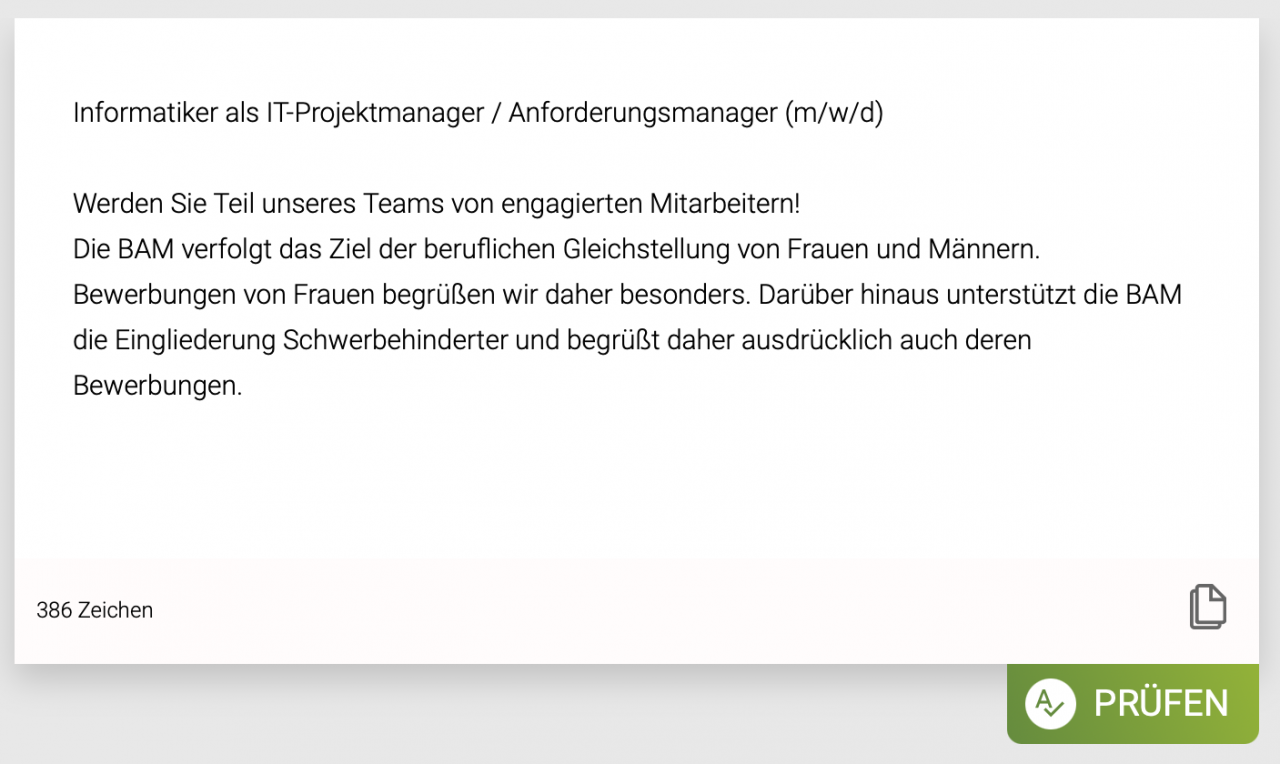 Informatiker als IT-Projektmanager / Anforderungsmanager (m/w/d)
Werden Sie Teil unseres Teams von engagierten Mitarbeitern!
Die BAM verfolgt das Ziel der beruflichen Gleichstellung von Frauen und Männern.
Bewerbungen von Frauen begrüßen wir daher besonders. Darüber hinaus unterstützt die BAM
die Eingliederung Schwerbehinderter und begrüßt daher ausdrücklich auch deren
Bewerbungen.
386 Zeichen
A PRÜFEN